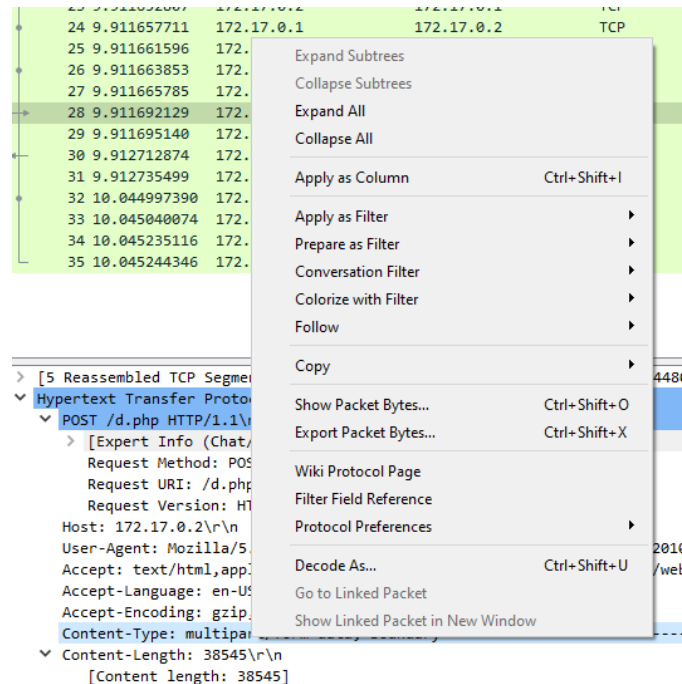 24 9.911657711 172.17.0.1 172.17.0.2 TCP
25 9.911661596 172.
26 9.911663853 172.
27 9.911665785 172.
28 9.911692129 172.
29 9.911695140 172.
30 9.912712874 172.
31 9.912735499 172.
32 10.044997390 172.
33 10.045040074 172.
34 10.045235116 172.
35 10.045244346 172.
Expand Subtrees
Collapse Subtrees
Expand All
Collapse All
Apply as Column Ctrl+Shift+I
Apply as Filter
Prepare as Filter
Conversation Filter
Colorize with Filter
Follow
Copy
Show Packet Bytes... Ctrl+Shift+O
Export Packet Bytes... Ctrl+Shift+X
Wiki Protocol Page
Filter Field Reference
Protocol Preferences
Decode As... Ctrl+Shift+U
Go to Linked Packet
Show Linked Packet in New Window
[5 Reassembled TCP Segme
Hypertext Transfer Proto
POST /d.php HTTP/1.1\
[Expert Info (Chat/
Request Method: POS
Request URI: /d.php
Request Version: HT
Host: 172.17.0.2\r\n
User-Agent: Mozilla/5. 2010
Accept: text/html,appl /web
Accept-Language: en-US
Accept-Encoding: gzip,
Content-Type: multipar
Content-Length: 38545\r\n
[Content length: 38545]